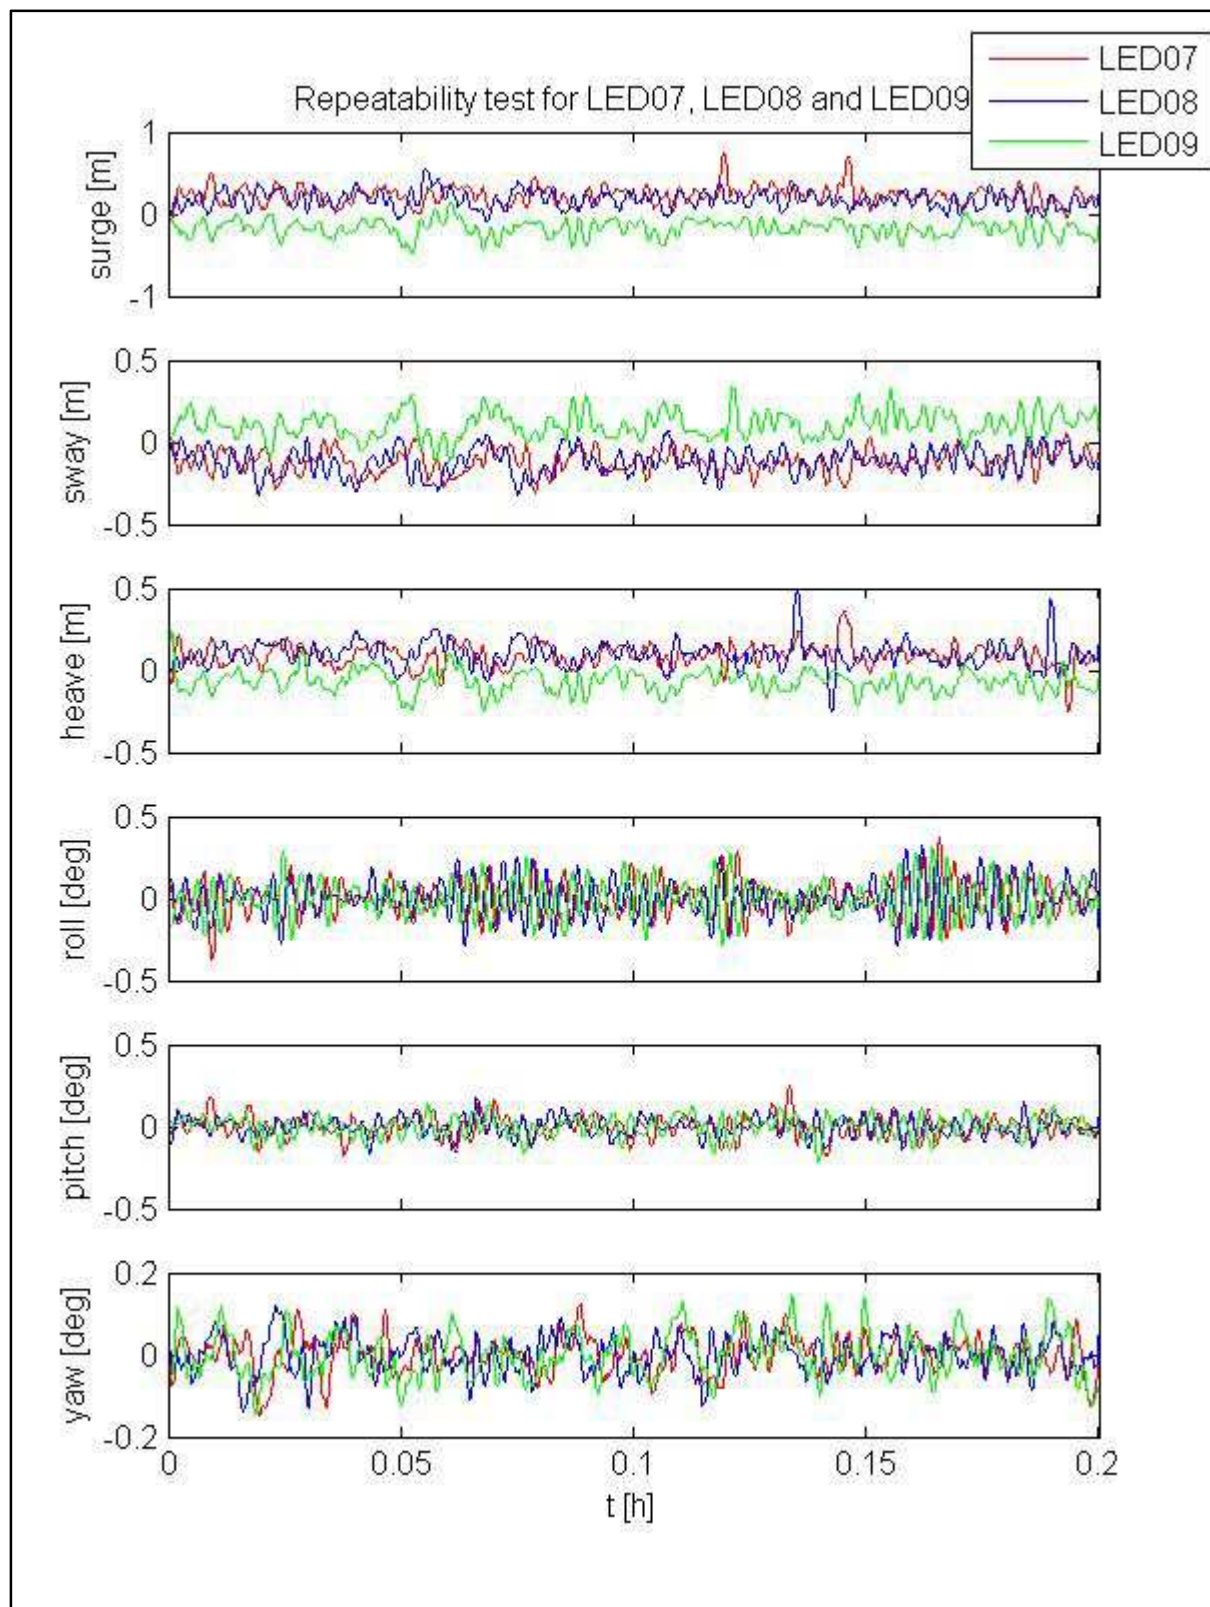 LED07
LED08
LED09
Repeatability test for LED07, LED08 and LED09
surge [m]
1
0
-1
sway [m]
0.5
0
-0.5
heave [m]
0.5
0
-0.5
roll [deg]
0.5
0
-0.5
pitch [deg]
0.5
0
-0.5
yaw [deg]
0.2
0
-0.2
0 0.05 0.1 0.15 0.2
t [h]